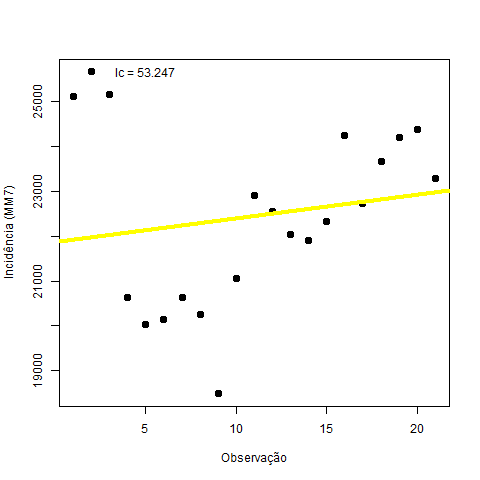 Ic = 53.247
25000
23000
21000
19000
Incidência (MM7)
5
10
15
20
Observação